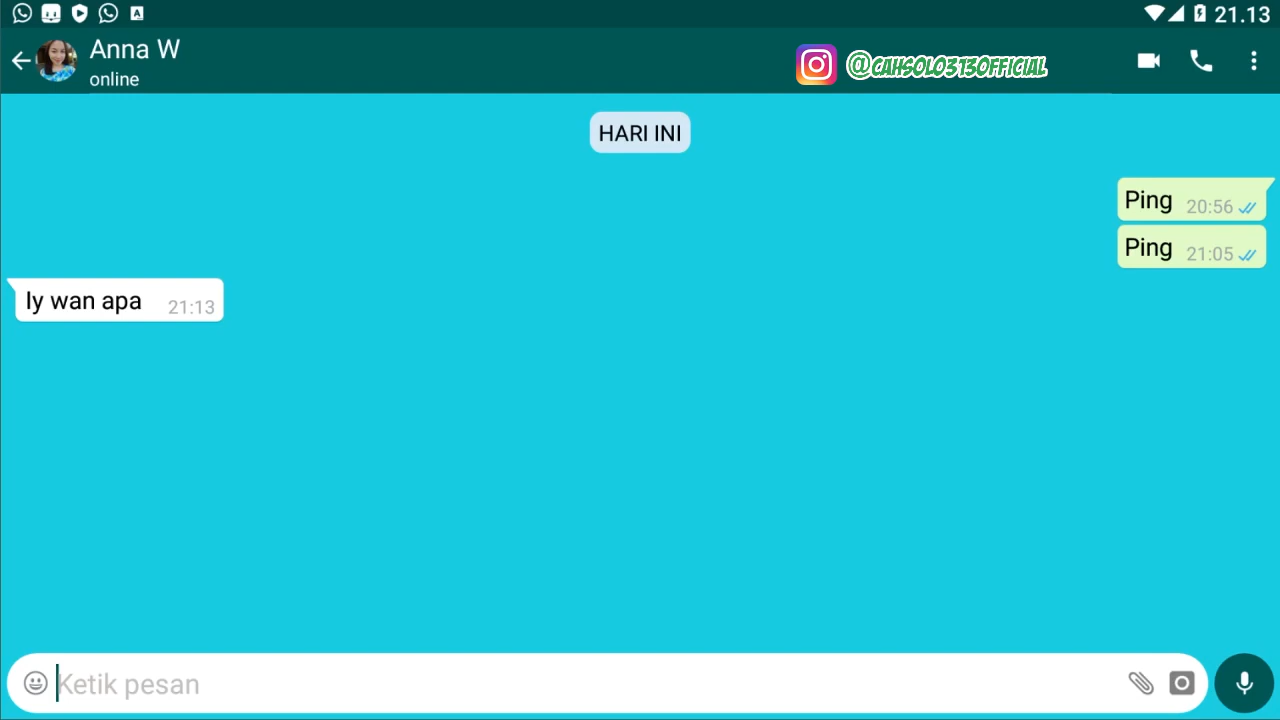 21.13
Anna W
online
@CAHSOLO313OFFICIAL
HARI INI
Ping 20:56
Ping 21:05
Iy wan apa 21:13
Ketik pesan